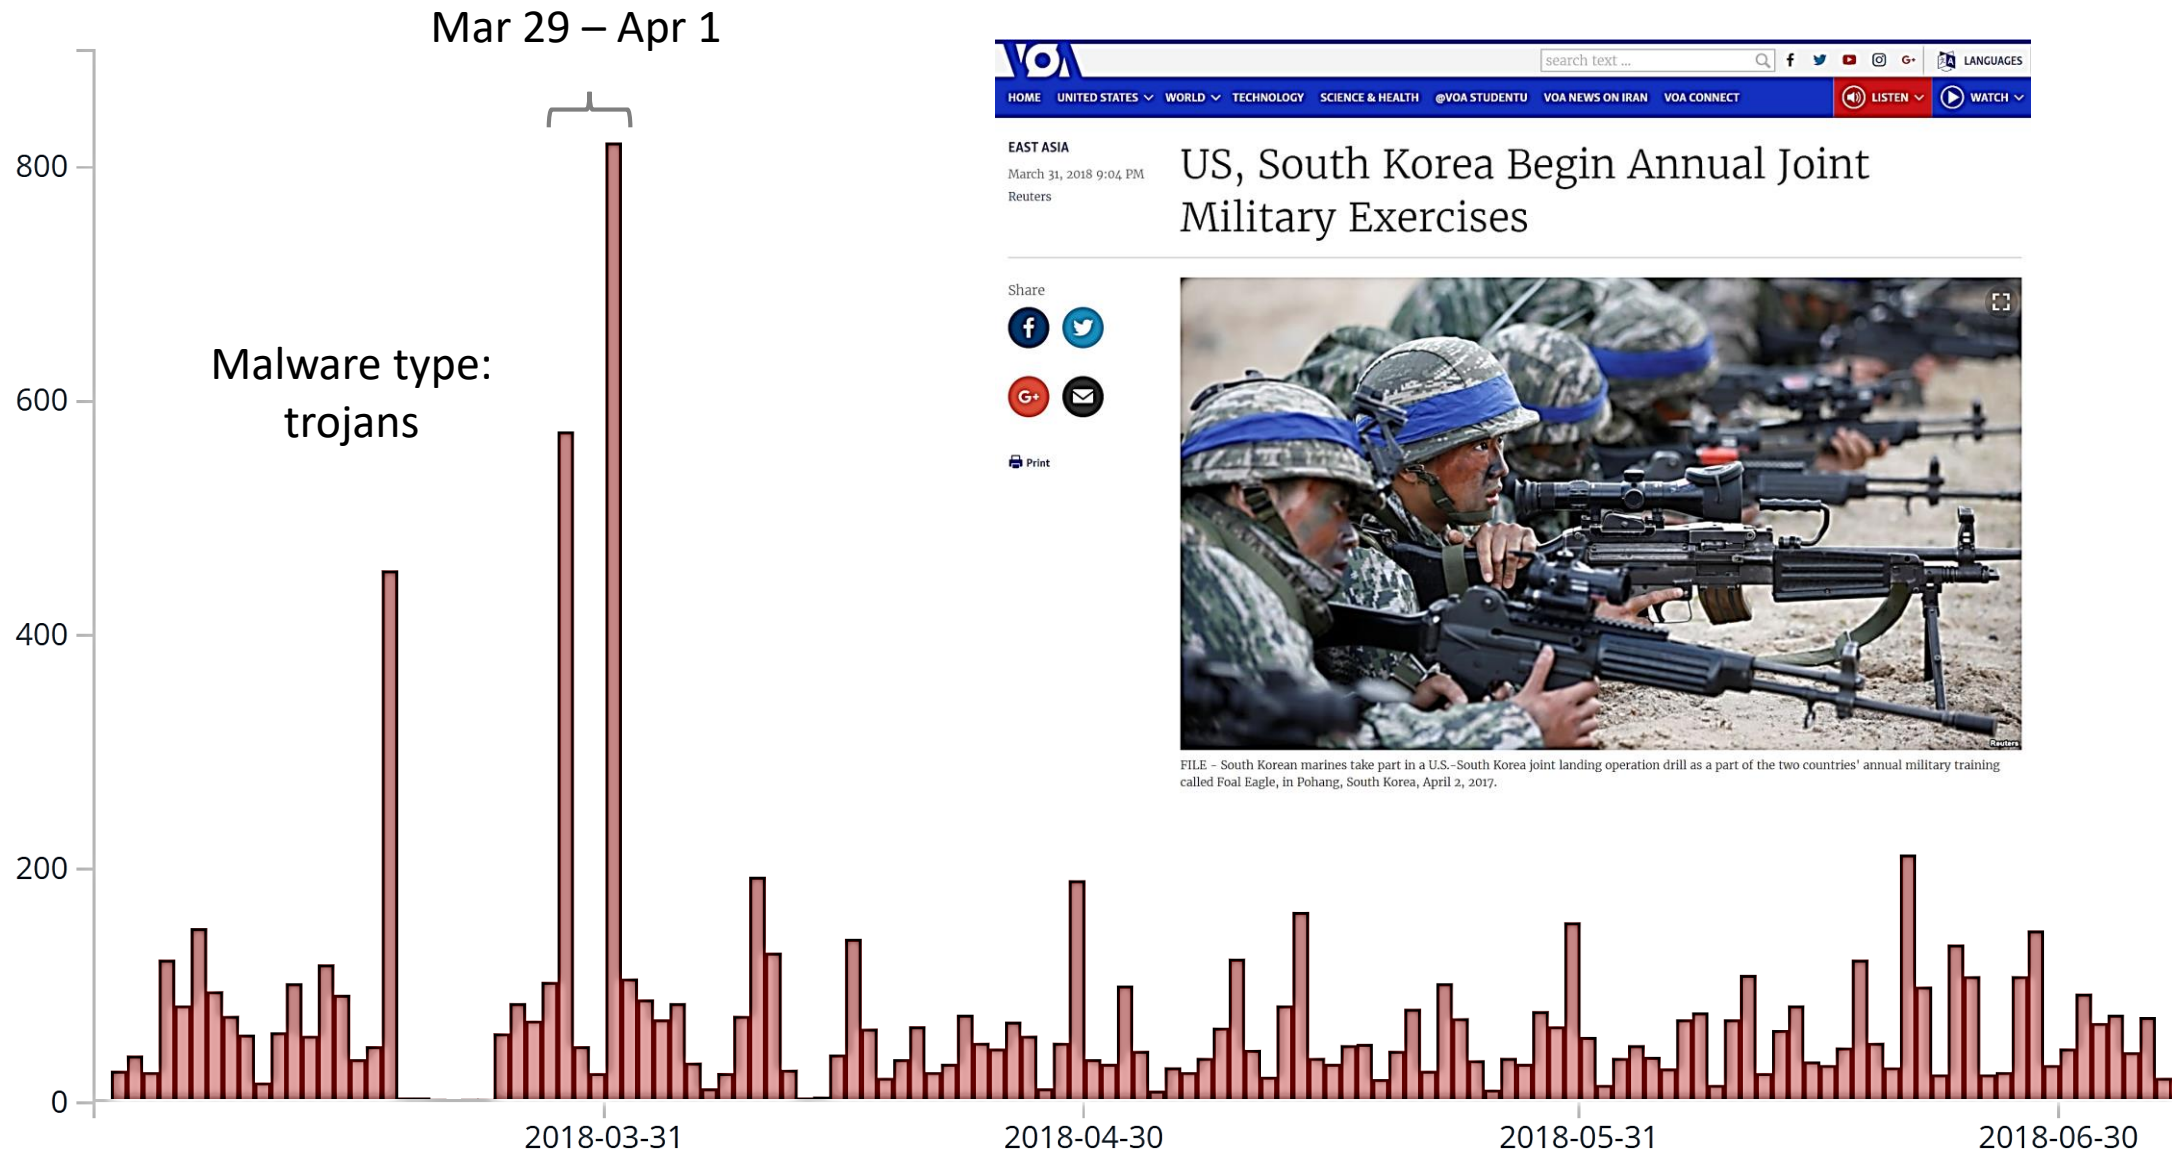 Mar 29 – Apr 1
800
600
400
200
0
Malware type:
trojans
2018-03-31
2018-04-30
2018-05-31
2018-06-30
VOA
search text ...
G+
LANGUAGES
HOME UNITED STATES WORLD TECHNOLOGY SCIENCE & HEALTH @VOA STUDENTU VOA NEWS ON IRAN VOA CONNECT LISTEN WATCH
EAST ASIA
March 31, 2018 9:04 PM
Reuters
US, South Korea Begin Annual Joint
Military Exercises
Share
G+
Print
Reuters
FILE - South Korean marines take part in a U.S.-South Korea joint landing operation drill as a part of the two countries' annual military training
called Foal Eagle, in Pohang, South Korea, April 2, 2017.